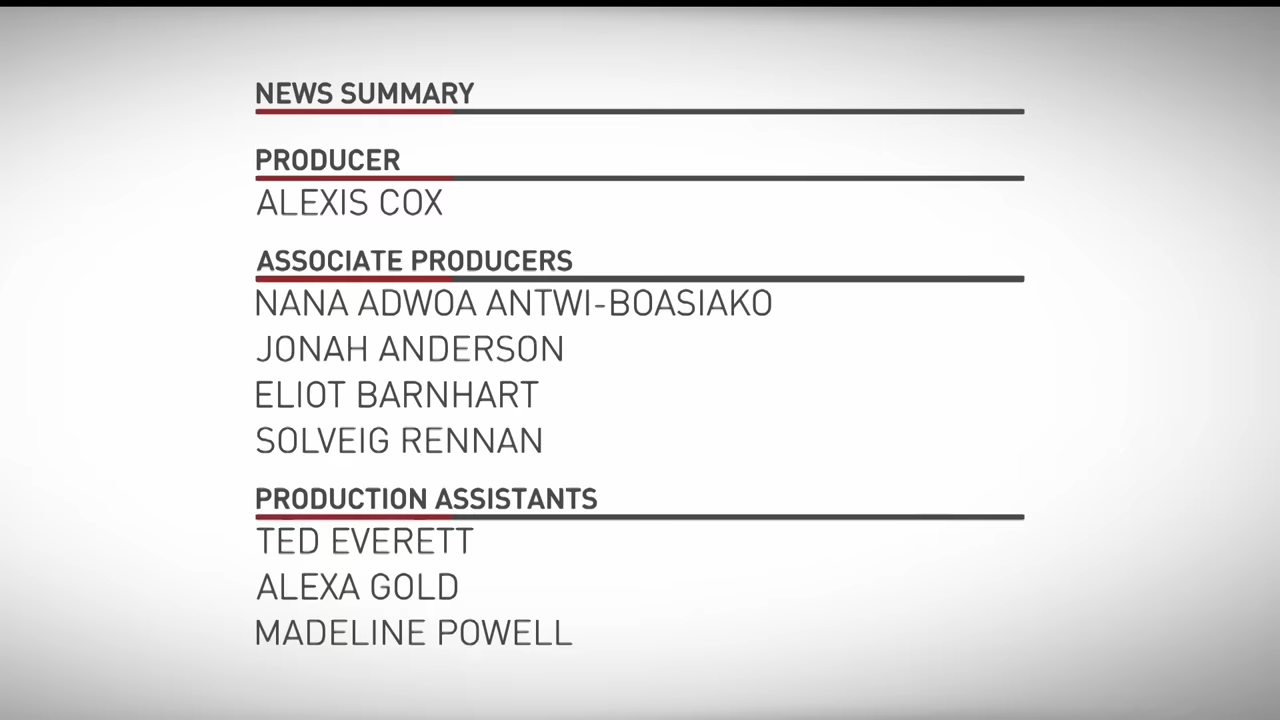 NEWS SUMMARY
PRODUCER
ALEXIS COX
ASSOCIATE PRODUCERS
NANA ADWOA ANTWI-BOASIAKO
JONAH ANDERSON
ELIOT BARNHART
SOLVEIG RENNAN
PRODUCTION ASSISTANTS
TED EVERETT
ALEXA GOLD
MADELINE POWELL